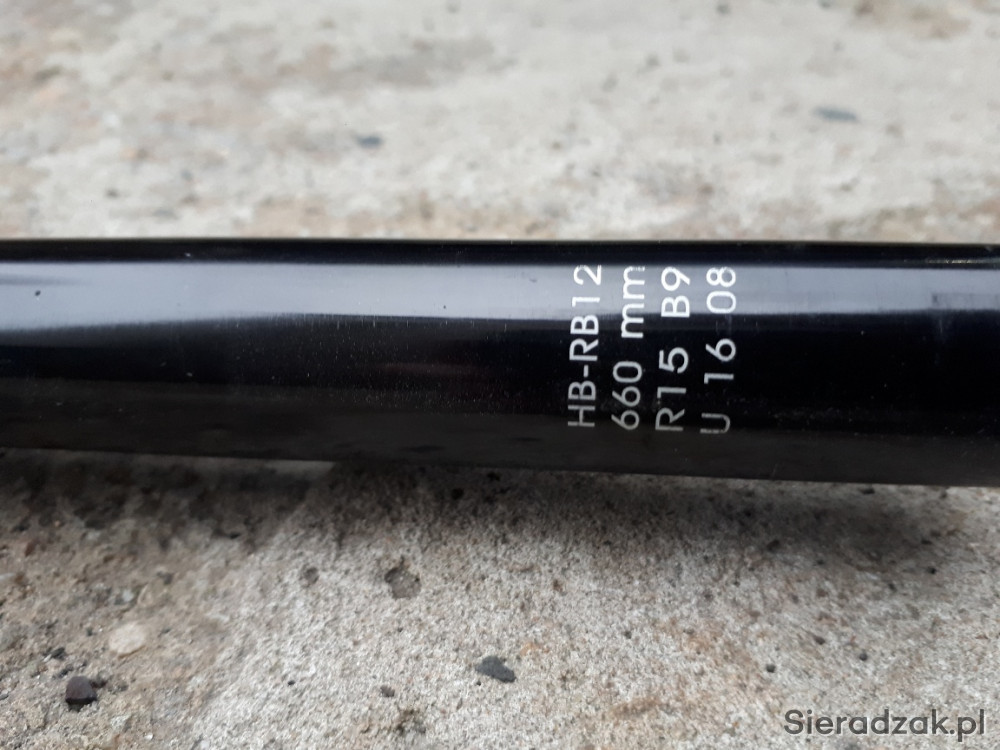 HB-RB12
660 mm
R15 B9
U 16 08
Sieradzak.pl